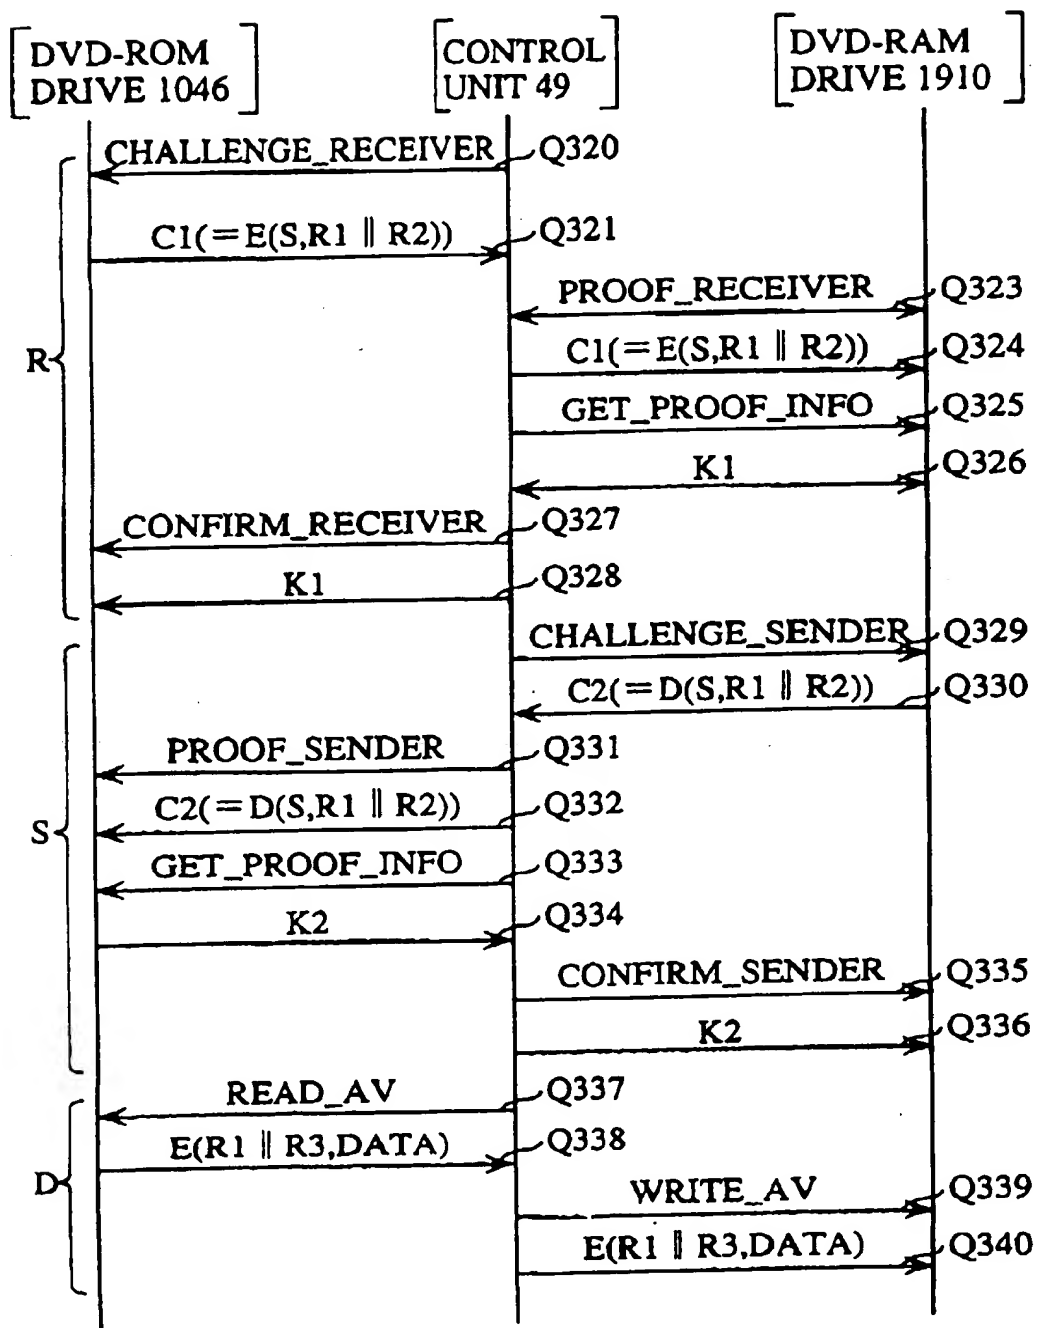 DVD-ROM
DRIVE 1046
CONTROL
UNIT 49
DVD-RAM
DRIVE 1910
CHALLENGE_RECEIVER Q320
C1(=E(S,R1 || R2)) Q321
PROOF_RECEIVER Q323
C1(=E(S,R1 || R2)) Q324
R
GET_PROOF_INFO Q325
K1 Q326
CONFIRM_RECEIVER Q327
K1 Q328
CHALLENGE_SENDER Q329
C2(=D(S,R1 || R2)) Q330
PROOF_SENDER Q331
C2(=D(S,R1 || R2)) Q332
S
GET_PROOF_INFO Q333
K2 Q334
CONFIRM_SENDER Q335
K2 Q336
READ_AV Q337
E(R1 || R3,DATA) Q338
D
WRITE_AV Q339
E(R1 || R3,DATA) Q340